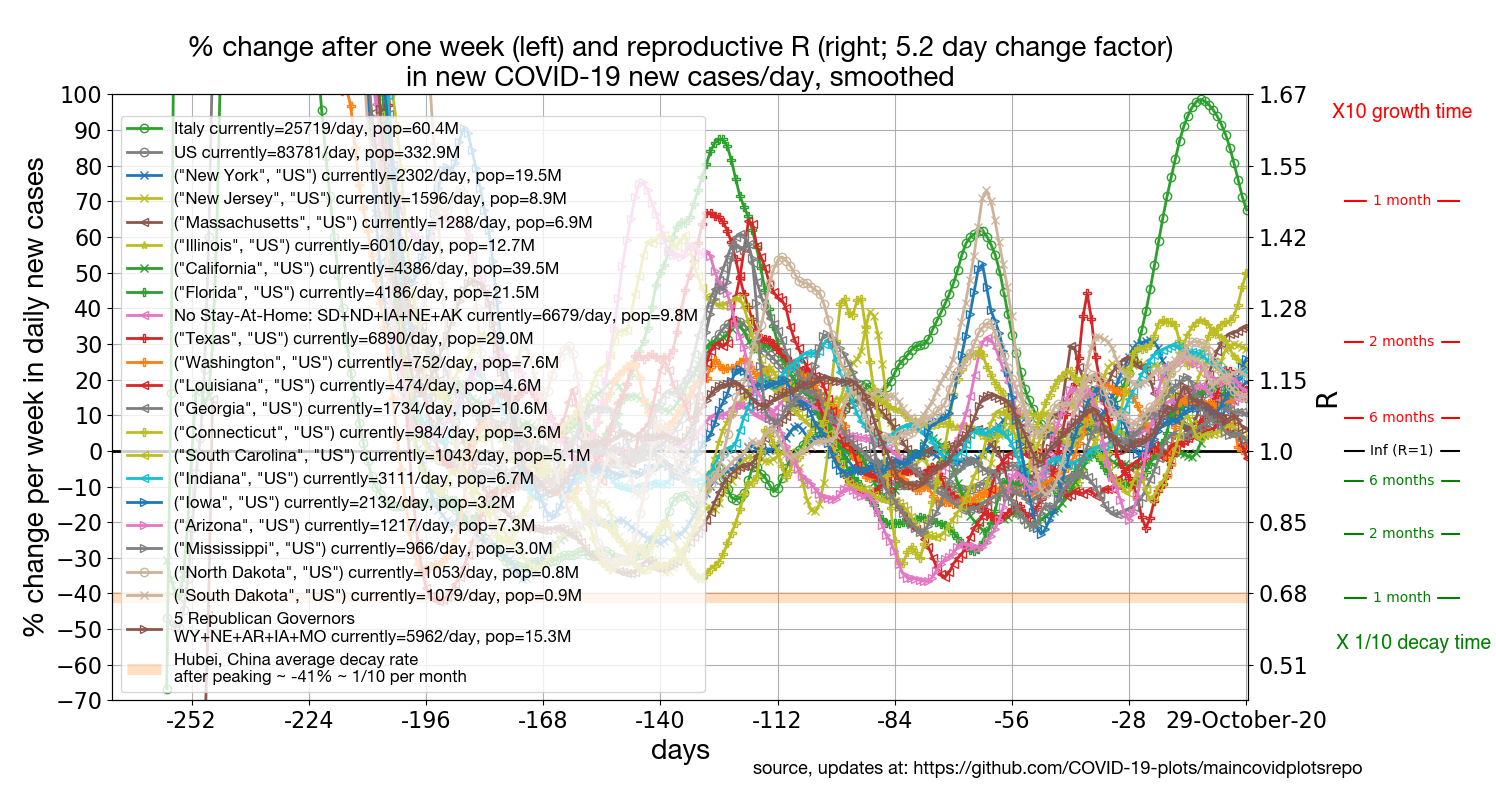 % change after one week (left) and reproductive R (right; 5.2 day change factor)
in new COVID-19 new cases/day, smoothed
% change per week in daily new cases
100
90
80
70
60
50
40
30
20
10
0
−10
−20
−30
−40
−50
−60
−70
Italy currently=25719/day, pop=60.4M
US currently=83781/day, pop=332.9M
("New York", "US") currently=2302/day, pop=19.5M
("New Jersey", "US") currently=1596/day, pop=8.9M
("Massachusetts", "US") currently=1288/day, pop=6.9M
("Illinois", "US") currently=6010/day, pop=12.7M
("California", "US") currently=4386/day, pop=39.5M
("Florida", "US") currently=4186/day, pop=21.5M
No Stay-At-Home: SD+ND+IA+NE+AK currently=6679/day, pop=9.8M
("Texas", "US") currently=6890/day, pop=29.0M
("Washington", "US") currently=752/day, pop=7.6M
("Louisiana", "US") currently=474/day, pop=4.6M
("Georgia", "US") currently=1734/day, pop=10.6M
("Connecticut", "US") currently=984/day, pop=3.6M
("South Carolina", "US") currently=1043/day, pop=5.1M
("Indiana", "US") currently=3111/day, pop=6.7M
("Iowa", "US") currently=2132/day, pop=3.2M
("Arizona", "US") currently=1217/day, pop=7.3M
("Mississippi", "US") currently=966/day, pop=3.0M
("North Dakota", "US") currently=1053/day, pop=0.8M
("South Dakota", "US") currently=1079/day, pop=0.9M
5 Republican Governors
WY+NE+AR+IA+MO currently=5962/day, pop=15.3M
Hubei, China average decay rate
after peaking ~ -41% ~ 1/10 per month
-252
-224
-196
-168
-140
-112
-84
-56
-28
29-October-20
days
1.67
1.55
1.42
1.28
1.15
1.0
0.85
0.68
0.51
R
X10 growth time
1 month
2 months
6 months
Inf (R=1)
6 months
2 months
1 month
X 1/10 decay time
source, updates at: https://github.com/COVID-19-plots/maincovidplotsrepo